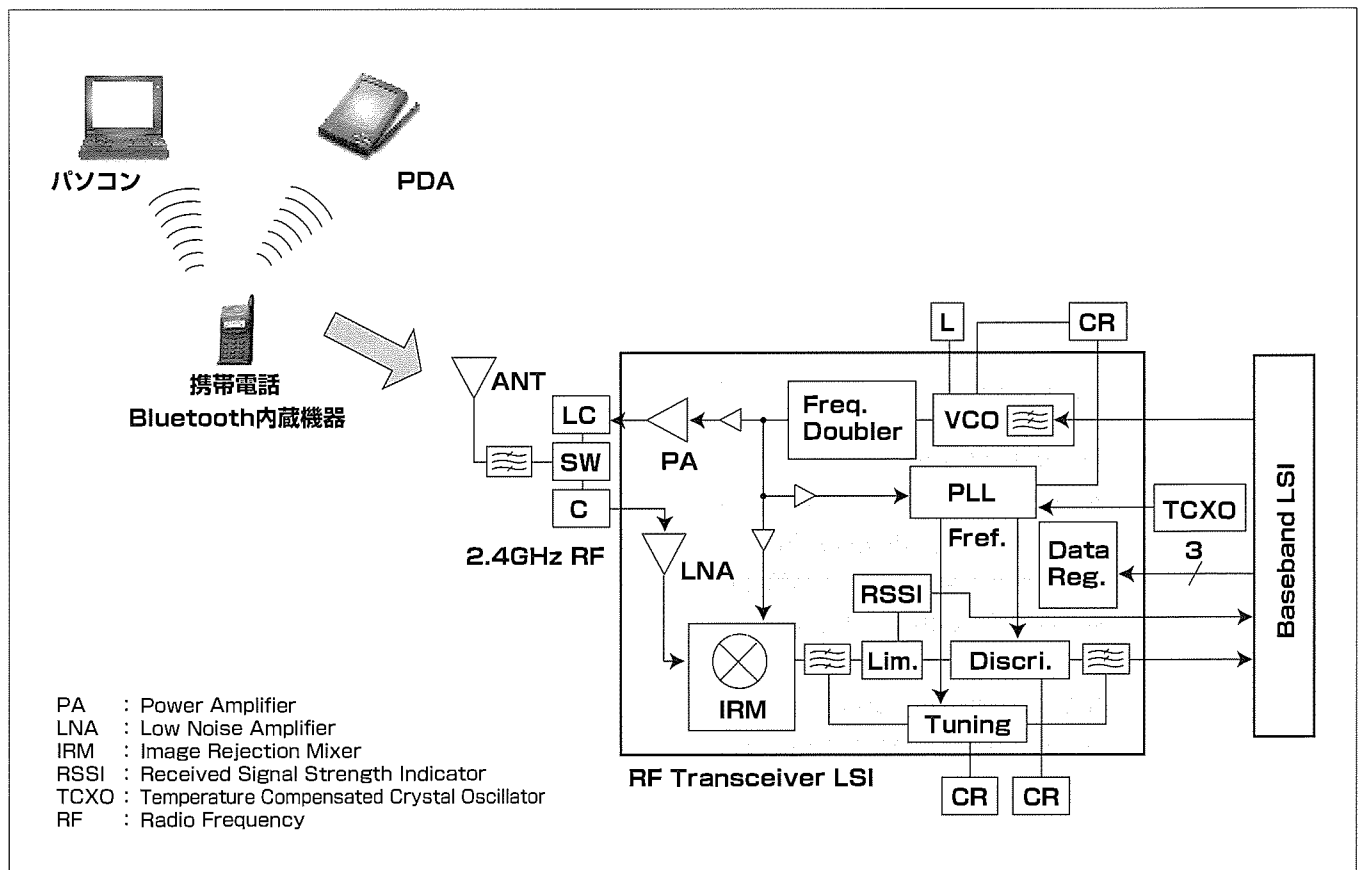 パソコン
PDA
携帯電話
Bluetooth内蔵機器
ANT
LC
SW
C
2.4GHz RF
PA
LNA
Freq.
Doubler
L
CR
VCO
PLL
Fref.
TCXO
Data
Reg.
3
RSSI
IRM
Lim.
Discri.
Tuning
CR
CR
RF Transceiver LSI
Baseband LSI
PA : Power Amplifier
LNA : Low Noise Amplifier
IRM : Image Rejection Mixer
RSSI : Received Signal Strength Indicator
TCXO : Temperature Compensated Crystal Oscillator
RF : Radio Frequency